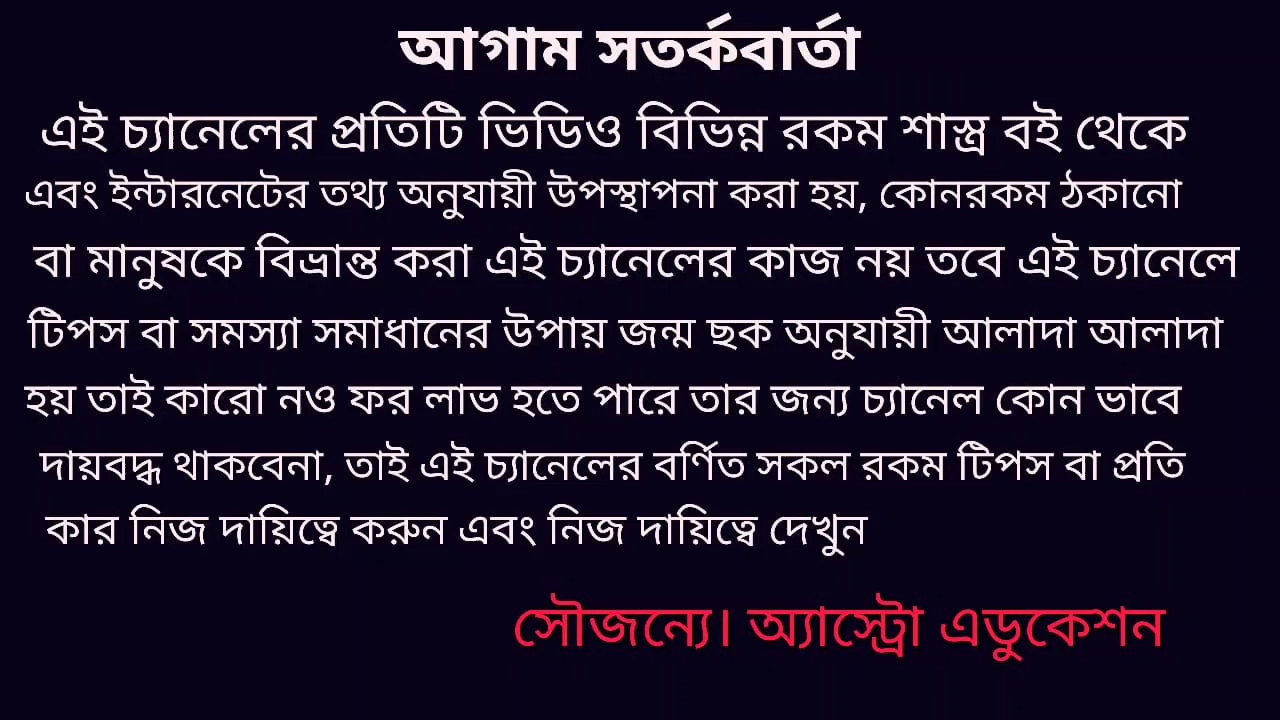 আগাম সতর্কবার্তা
এই চ্যানেলের প্রতিটি ভিডিও বিভিন্ন রকম শাস্ত্র বই থেকে
এবং ইন্টারনেটের তথ্য অনুযায়ী উপস্থাপনা করা হয়, কোনরকম ঠকানো
বা মানুষকে বিভ্রান্ত করা এই চ্যানেলের কাজ নয় তবে এই চ্যানেলে
টিপস বা সমস্যা সমাধানের উপায় জন্ম ছক অনুযায়ী আলাদা আলাদা
হয় তাই কারো নও ফর লাভ হতে পারে তার জন্য চ্যানেল কোন ভাবে
দায়বদ্ধ থাকবেনা, তাই এই চ্যানেলের বর্ণিত সকল রকম টিপস বা প্রতি
কার নিজ দায়িত্বে করুন এবং নিজ দায়িত্বে দেখুন
সৌজন্যে। অ্যাস্ট্রো এডুকেশন